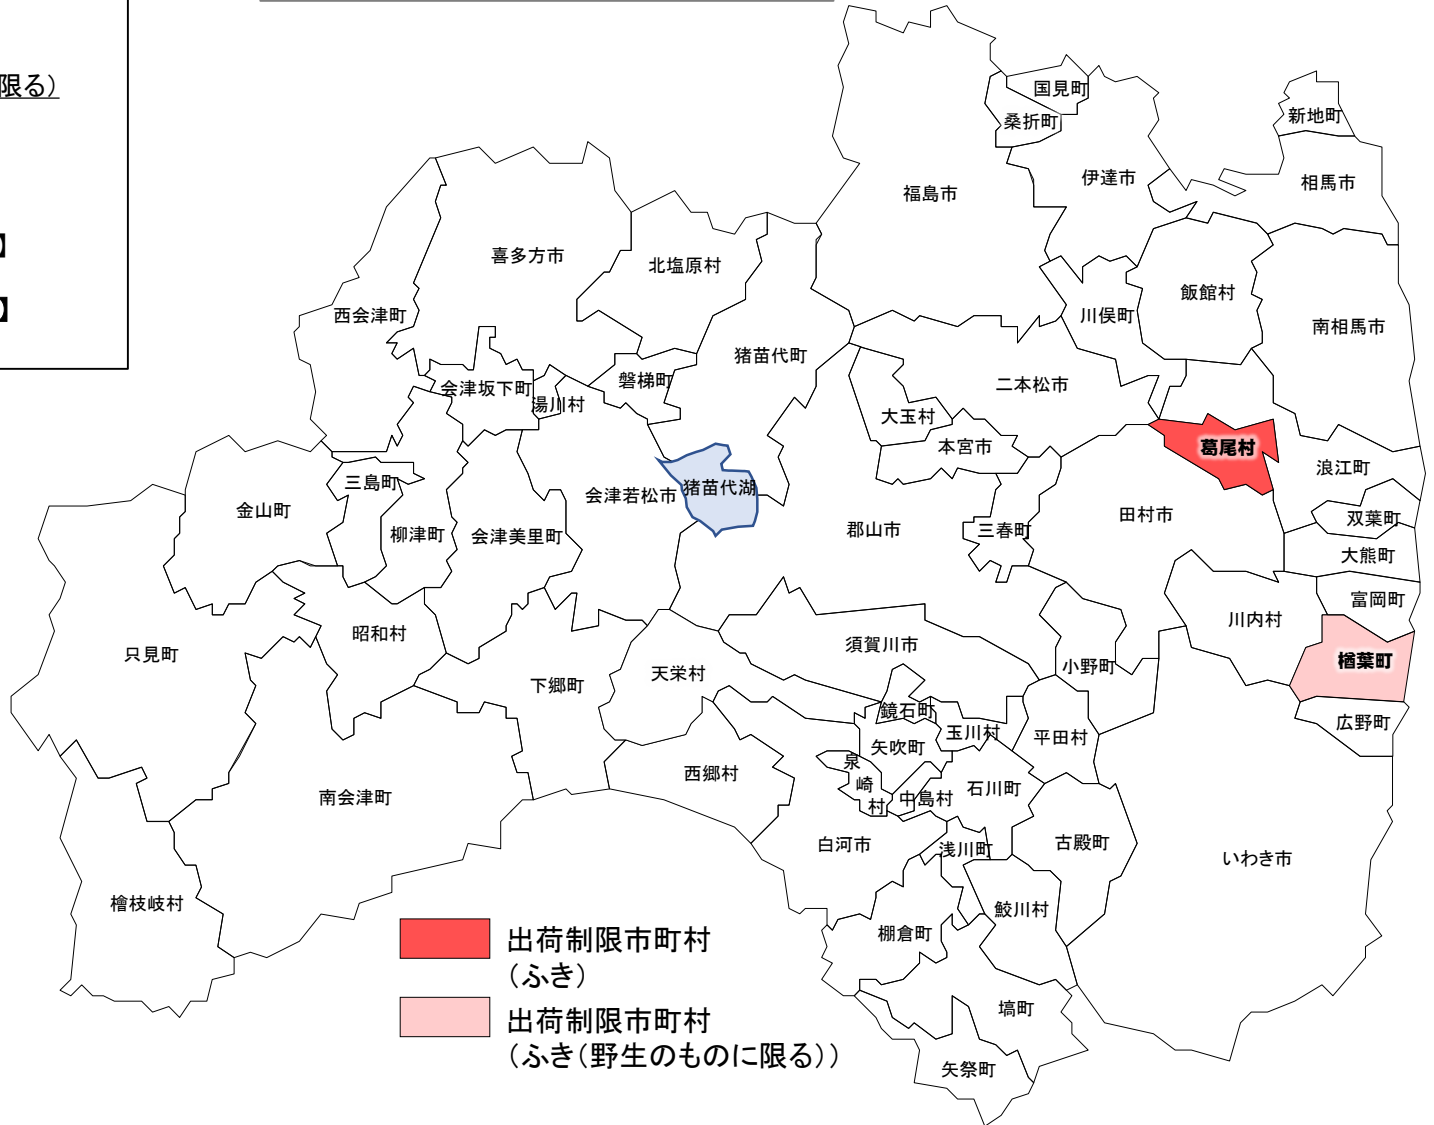 限る）
】
】
国見町
桑折町
新地町
伊達市
相馬市
福島市
喜多方市
北塩原村
飯館村
西会津町
川俣町
南相馬市
猪苗代町
磐梯町
会津坂下町
湯川村
二本松市
大玉村
本宮市
葛尾村
浪江町
三島町
猪苗代湖
会津若松市
金山町
柳津町
会津美里町
郡山市
三春町
田村市
双葉町
大熊町
富岡町
川内村
昭和村
只見町
須賀川市
小野町
楢葉町
天栄村
下郷町
鏡石町
広野町
玉川村
平田村
矢吹町
泉
崎
村
西郷村
中島村
石川町
南会津町
白河市
浅川町
古殿町
いわき市
檜枝岐村
鮫川村
棚倉町
塙町
矢祭町
出荷制限市町村
（ふき）
出荷制限市町村
（ふき（野生のものに限る））